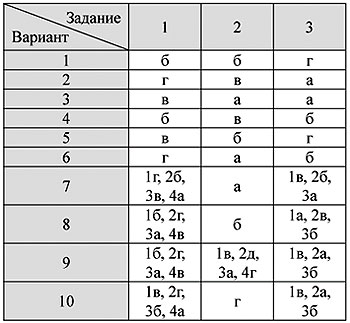 Задание
Вариант 1 2 3
1 б б г
2 г в а
3 в а а
4 б в б
5 в б г
6 г а б
7 1г, 2б, 3в, 4а а 1в, 2б, 3а
8 1б, 2г, 3а, 4в б 1а, 2в, 3б
9 1б, 2г, 3а, 4в 1в, 2д, 3а, 4г 1в, 2а, 3б
10 1в, 2г, 3б, 4а г 1в, 2а, 3б